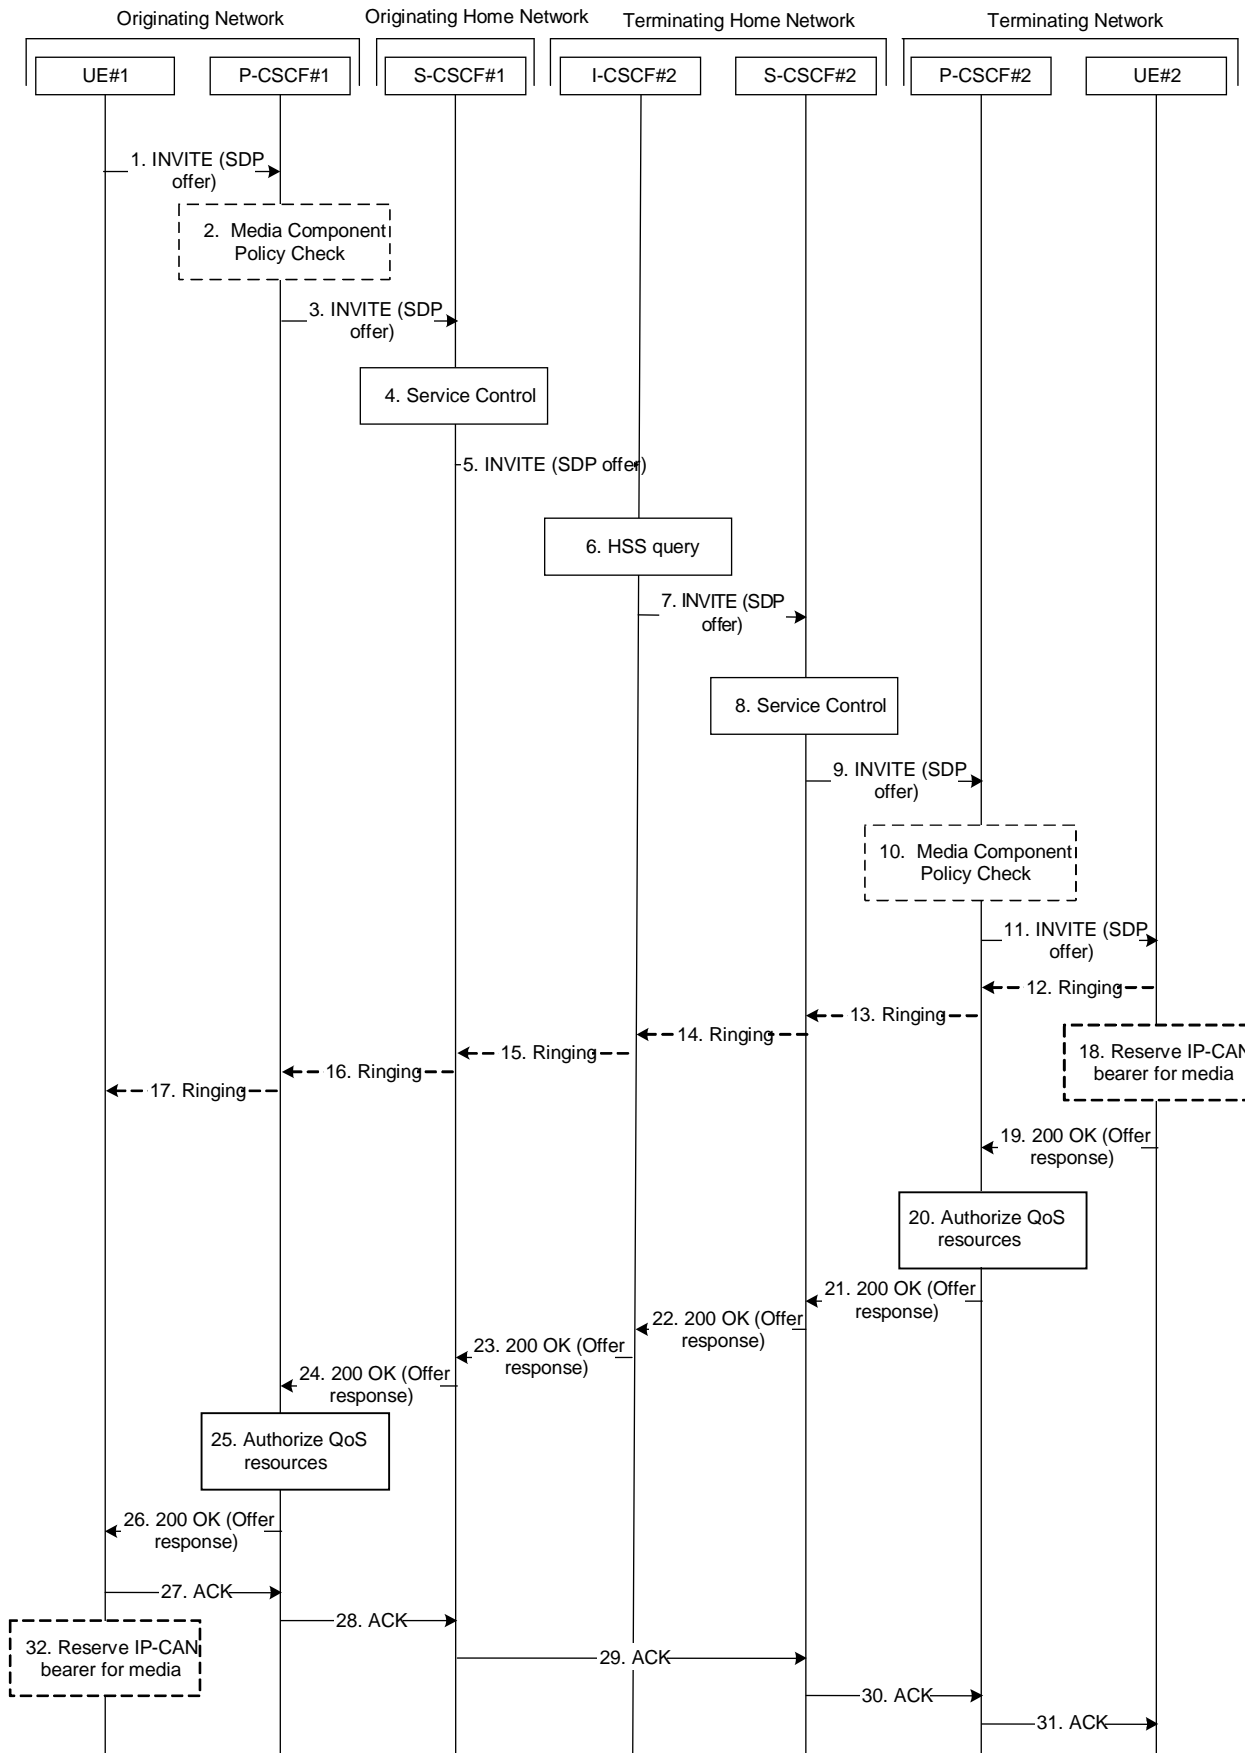 Originating Network
Originating Home Network
Terminating Home Network
Terminating Network
UE#1
P-CSCF#1
S-CSCF#1
I-CSCF#2
S-CSCF#2
P-CSCF#2
UE#2
1. INVITE (SDP
offer)
2. Media Component
Policy Check
3. INVITE (SDP
offer)
4. Service Control
5. INVITE (SDP offer)
6. HSS query
7. INVITE (SDP
offer)
8. Service Control
9. INVITE (SDP
offer)
10. Media Component
Policy Check
11. INVITE (SDP
offer)
12. Ringing
13. Ringing
14. Ringing
15. Ringing
16. Ringing
17. Ringing
18. Reserve IP-CAN
bearer for media
19. 200 OK (Offer
response)
20. Authorize QoS
resources
21. 200 OK (Offer
response)
22. 200 OK (Offer
response)
23. 200 OK (Offer
response)
24. 200 OK (Offer
response)
25. Authorize QoS
resources
26. 200 OK (Offer
response)
27. ACK
28. ACK
32. Reserve IP-CAN
bearer for media
29. ACK
30. ACK
31. ACK